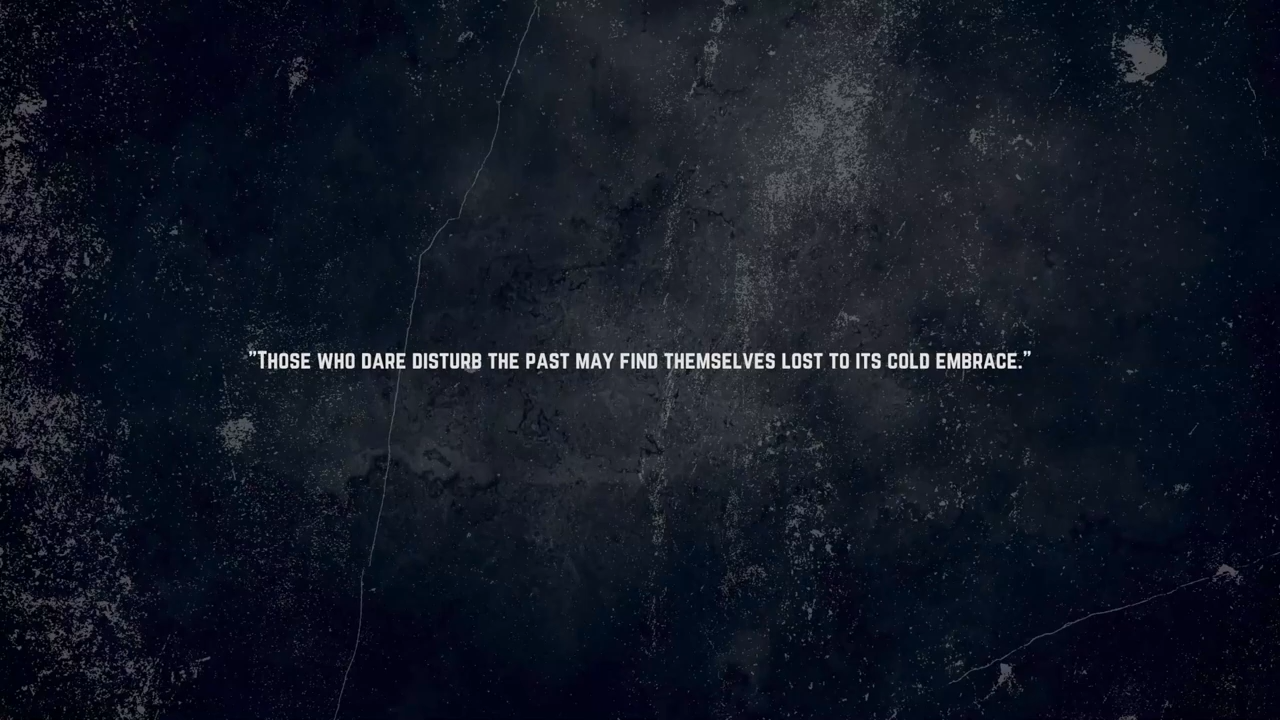 "Those who dare disturb the past may find themselves lost to its cold embrace."